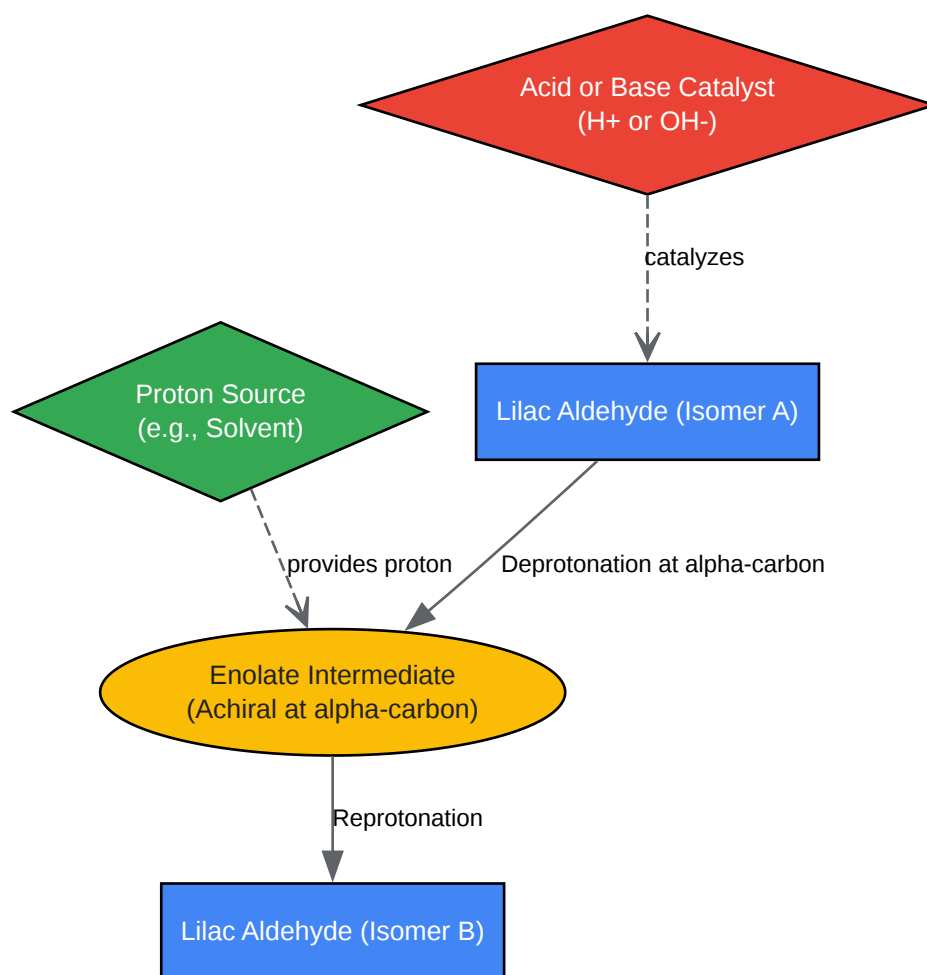 Acid or Base Catalyst
(H+ or OH-)
catalyzes
Proton Source
(e.g., Solvent)
Lilac Aldehyde (Isomer A)
provides proton
Deprotonation at alpha-carbon
Enolate Intermediate
(Achiral at alpha-carbon)
Reprotonation
Lilac Aldehyde (Isomer B)